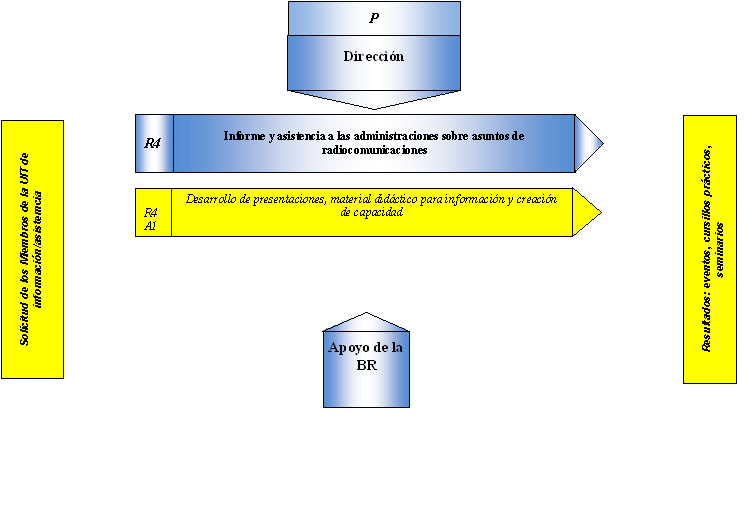 P
Dirección
R4
Informe y asistencia a las administraciones sobre asuntos de
radiocomunicaciones
R4
A1
Desarrollo de presentaciones, material didáctico para información y creación
de capacidad
Solicitud de los Miembros de la UIT de
información/asistemcia
Resultados: eventos, cursillos prácticos,
seminarios
Apoyo de la
BR